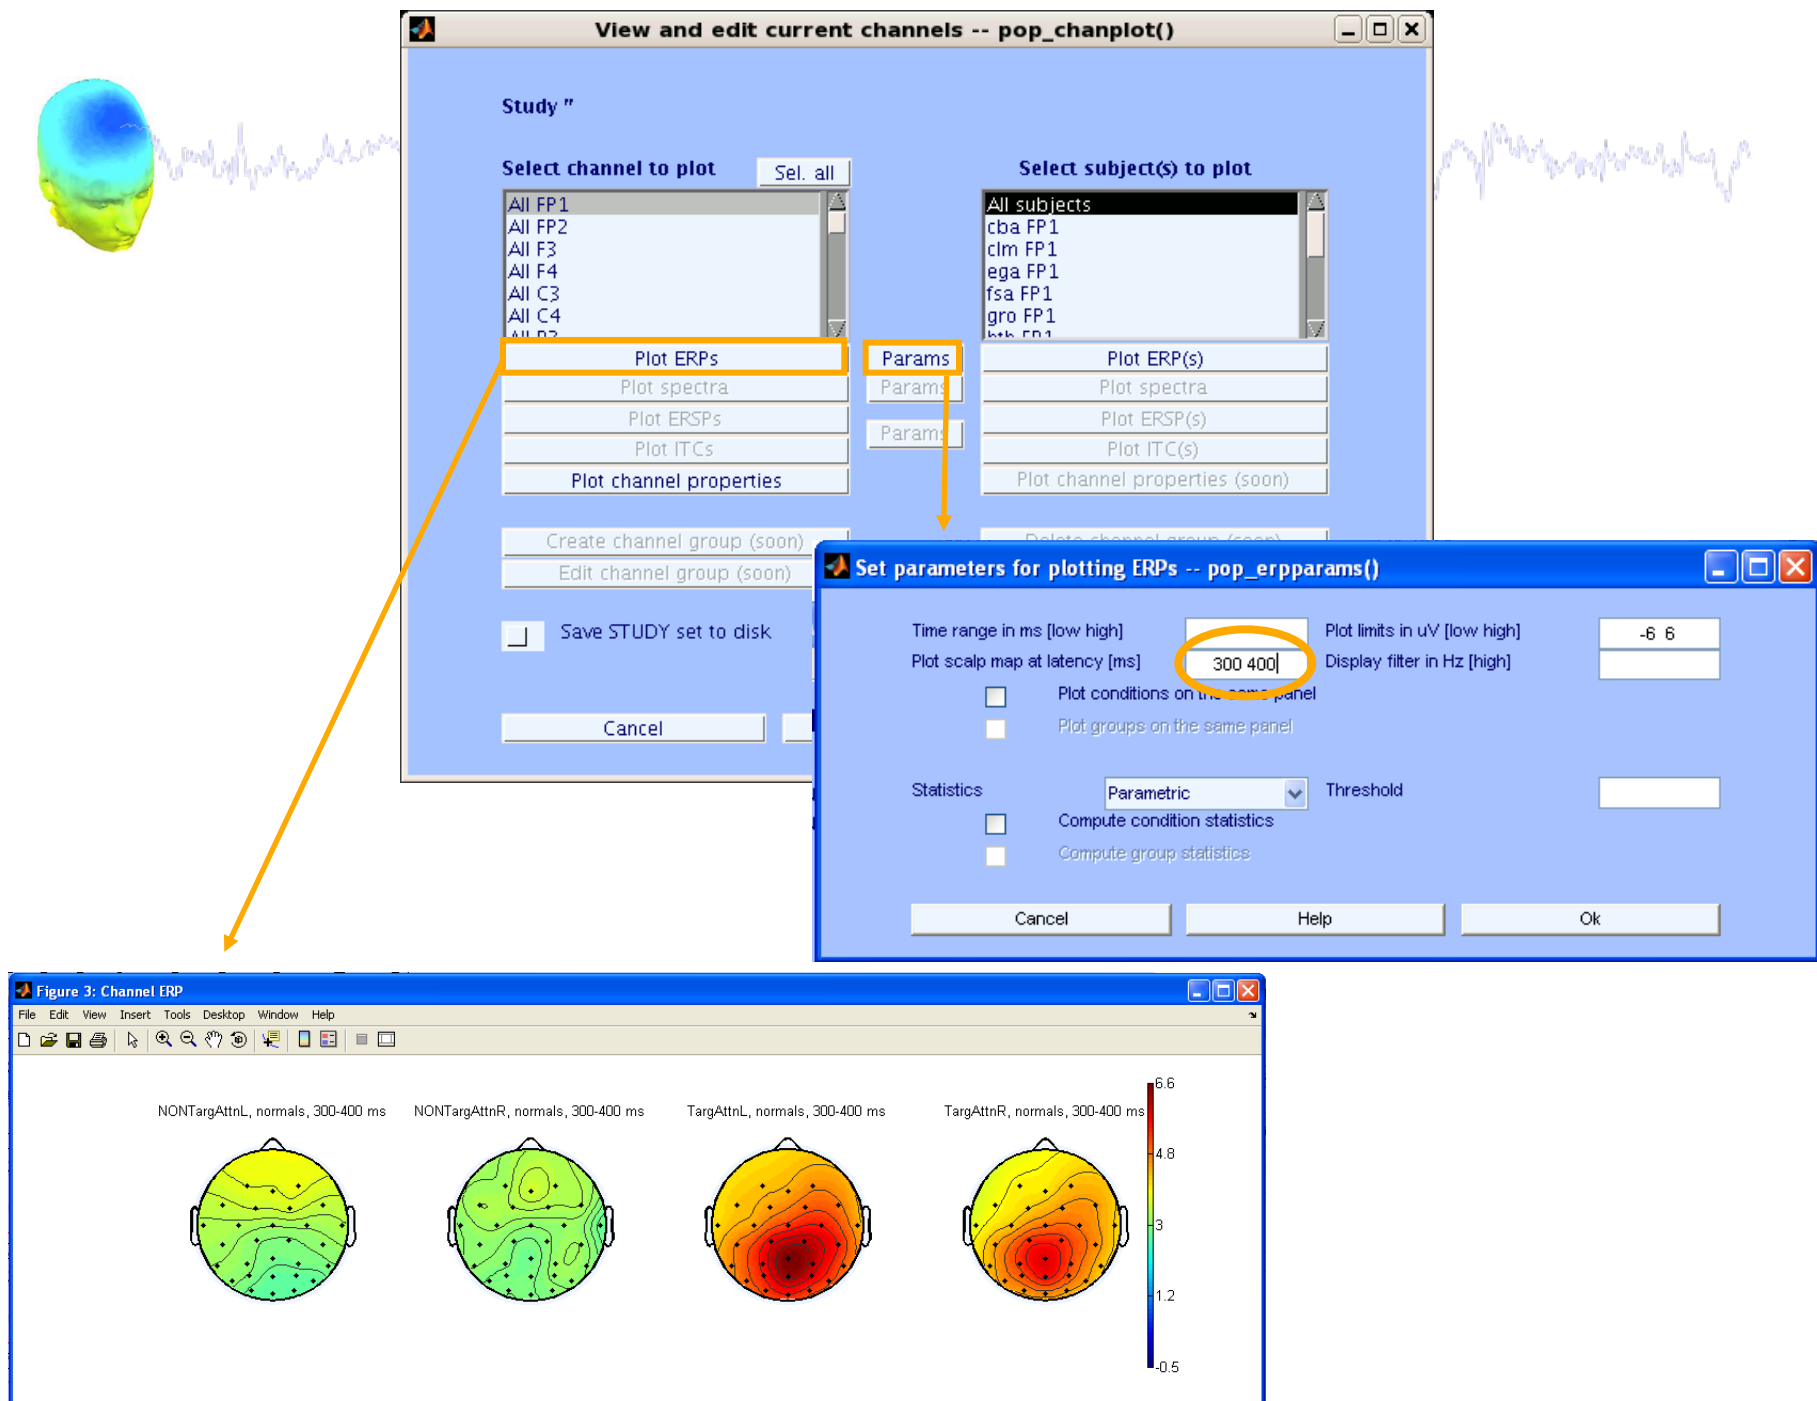 View and edit current channels -- pop_chanplot()
Study "
Select channel to plot
Sel. all
Select subject(s) to plot
All FP1
All FP2
All F3
All F4
All C3
All C4
All subjects
cba FP1
clm FP1
ega FP1
fsa FP1
gro FP1
Plot ERPs
Params
Plot ERP(s)
Plot spectra
Params
Plot spectra
Plot ERSPs
Plot ERSP(s)
Params
Plot ITCs
Plot ITC(s)
Plot channel properties
Plot channel properties (soon)
Create channel group (soon)
Delete channel group (soon)
Edit channel group (soon)
Save STUDY set to disk
Cancel
Set parameters for plotting ERPs -- pop_erpparams()
Time range in ms [low high]
Plot limits in uV [low high]
-6 6
Plot scalp map at latency [ms]
300 400
Display filter in Hz [high]
Plot conditions on the same panel
Plot groups on the same panel
Statistics
Parametric
Threshold
Compute condition statistics
Compute group statistics
Cancel
Help
Ok
Figure 3: Channel ERP
File Edit View Insert Tools Desktop Window Help
NONTargAttnL, normals, 300-400 ms
NONTargAttnR, normals, 300-400 ms
TargAttnL, normals, 300-400 ms
TargAttnR, normals, 300-400 ms
6.6
4.8
3
1.2
-0.5